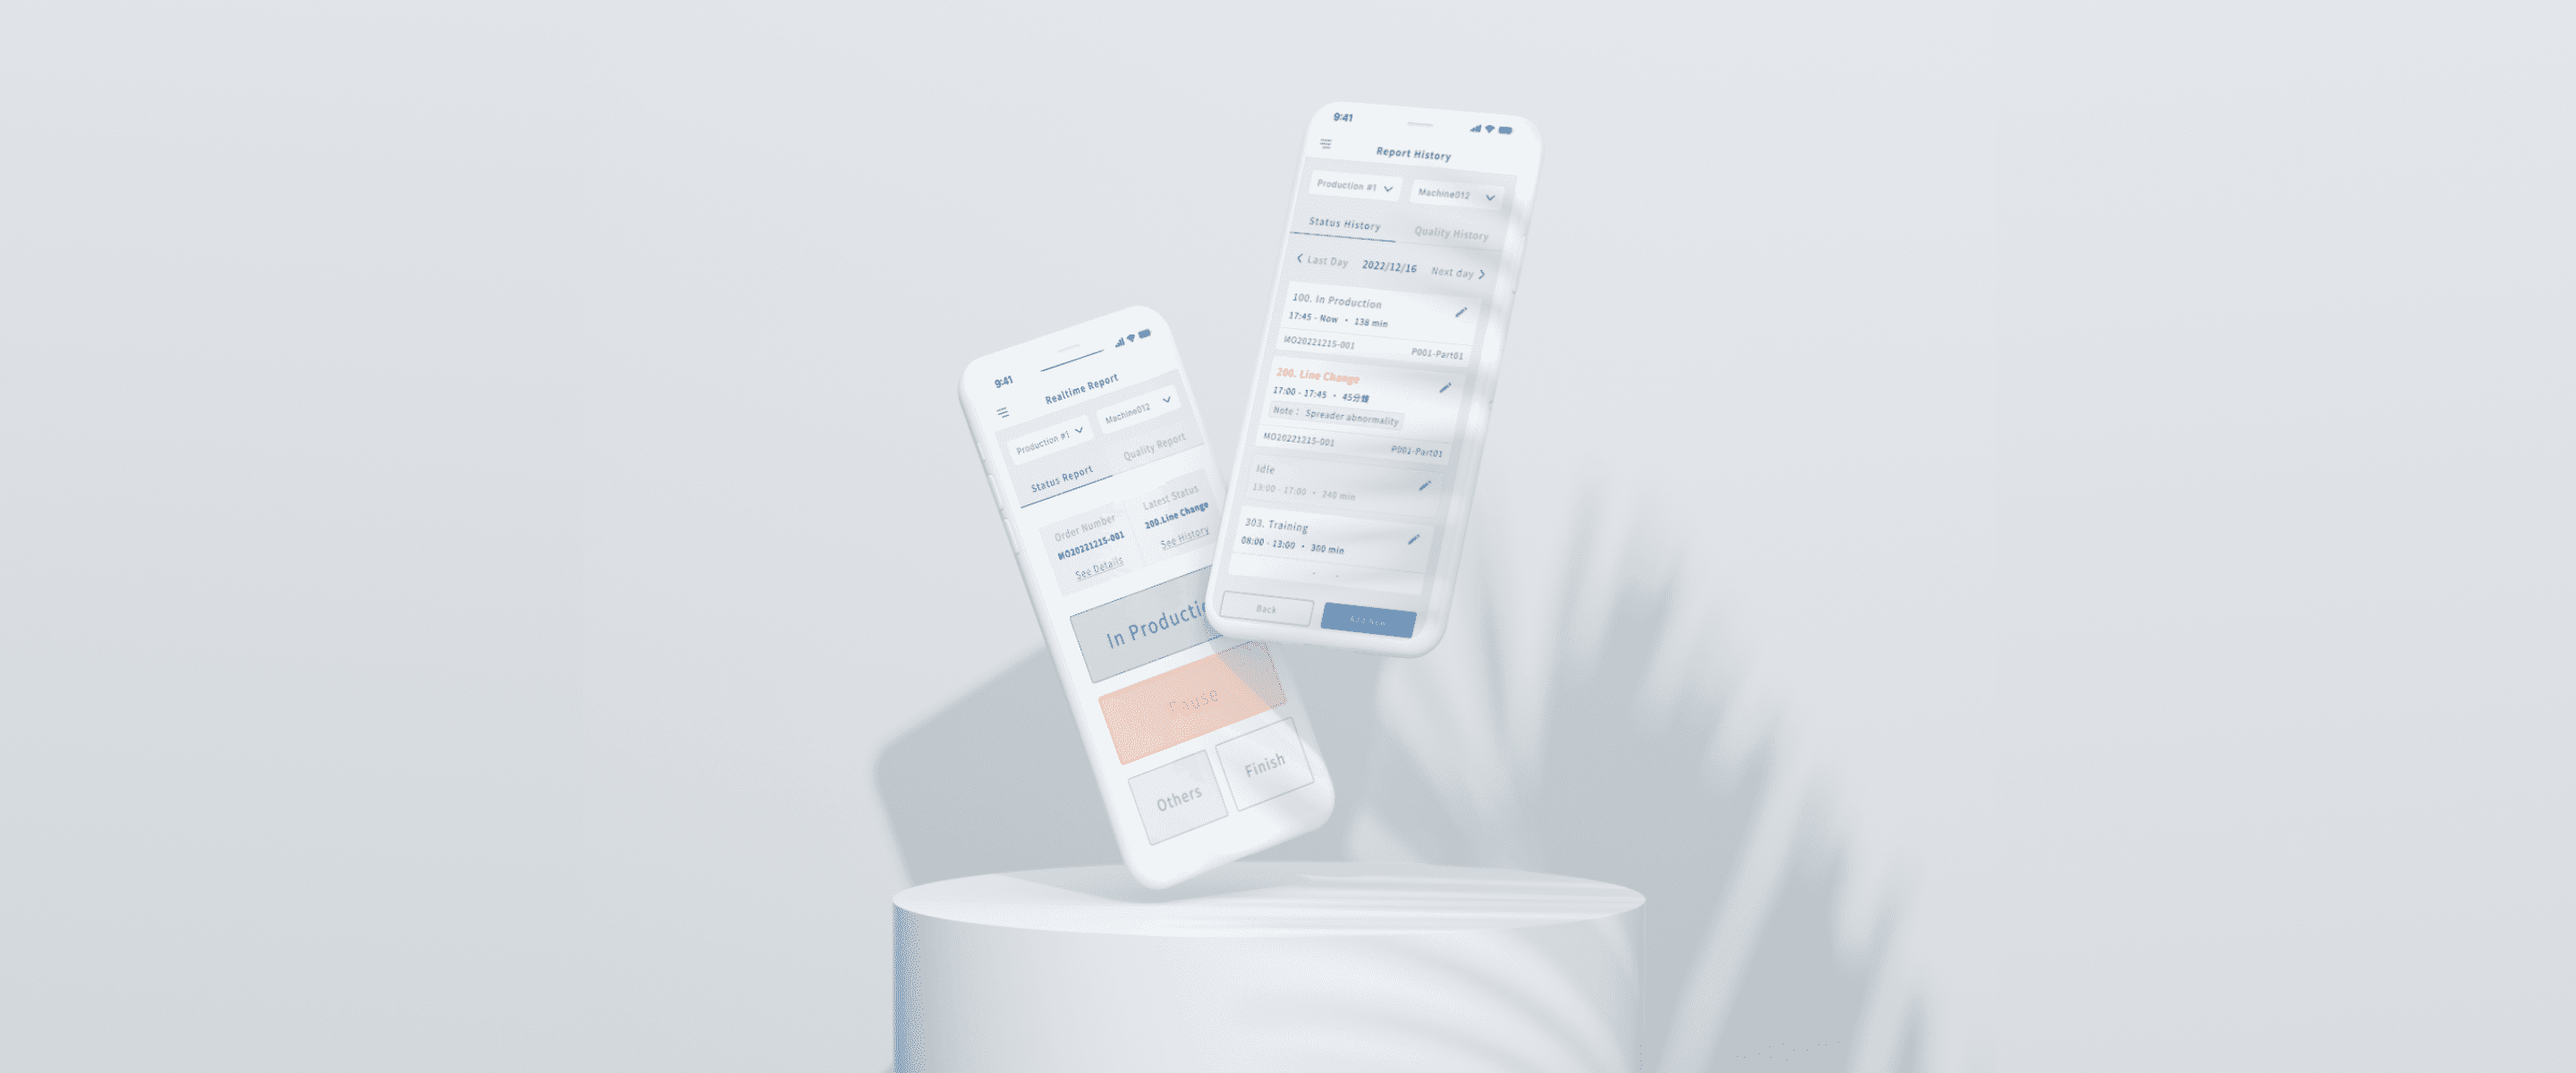 9:41
Realtime Report
Production #1
Machine012
Status Report
Quality Report
Order Number
MO20221215-001
See Details
Latest Status
200.Line Change
See History
In Productio
Pause
Others
Finish
9:41
Report History
Production #1
Machine012
Status History
Quality History
Last Day
2022/12/16
Next day
100. In Production
17:45 - Now ・ 138 min
MO20221215-001
P001-Part01
200. Line Change
17:00 - 17:45 ・ 45分鐘
Note： Spreader abnormality
MO20221215-001
P001-Part01
Idle
13:00 - 17:00 ・ 240 min
303. Training
08:00 - 13:00 ・ 300 min
Back
Add New